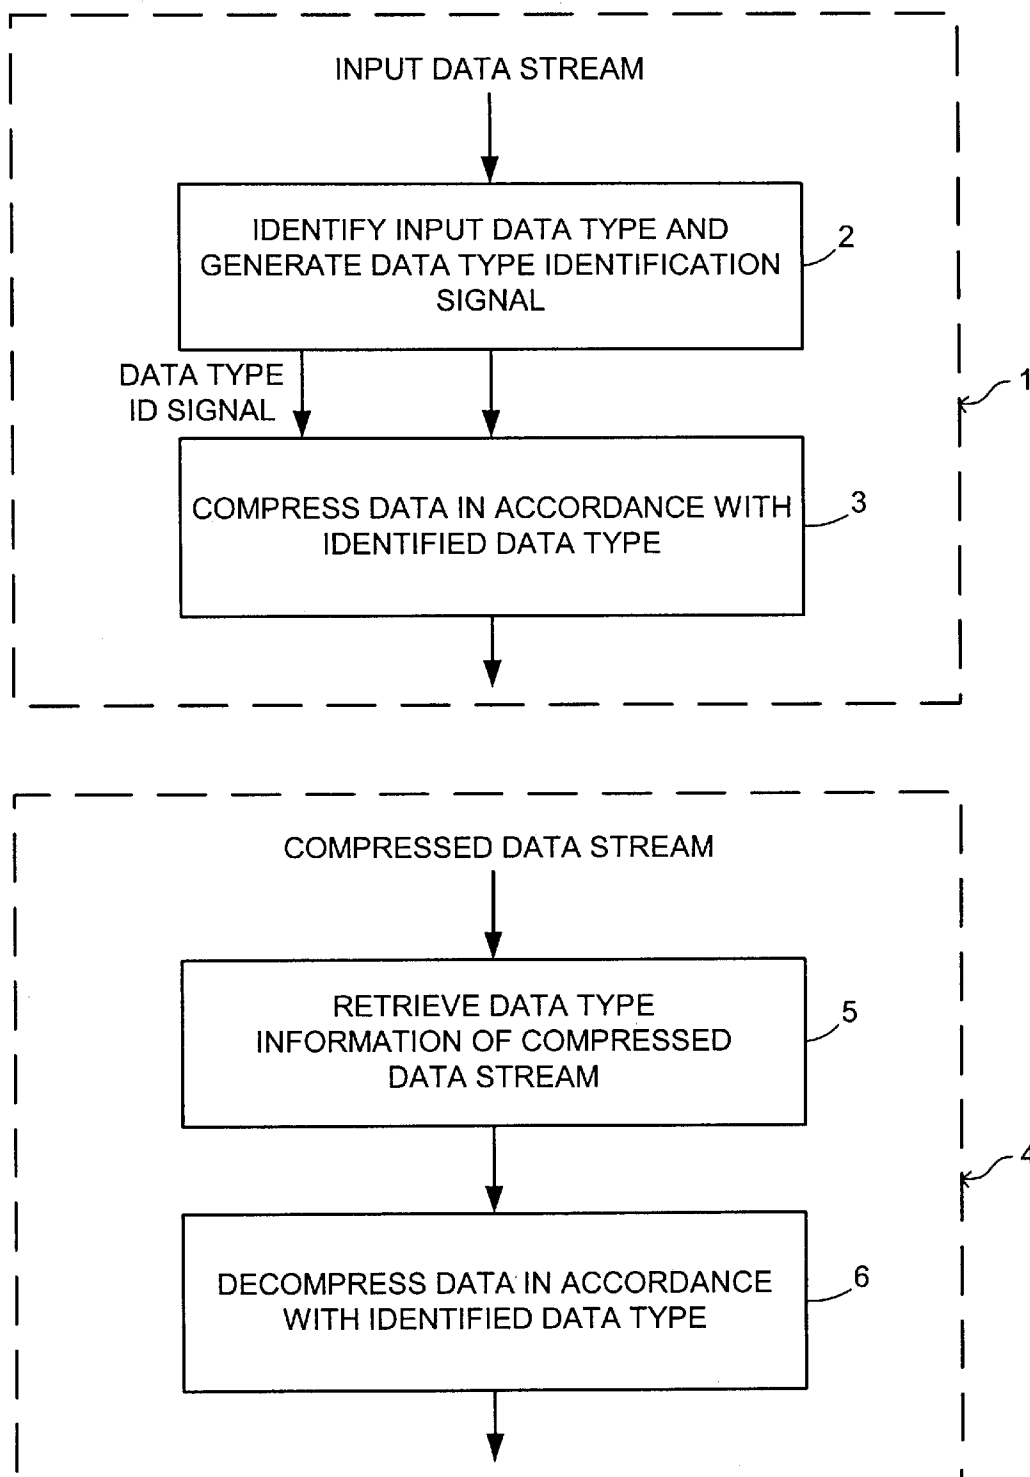 INPUT DATA STREAM
IDENTIFY INPUT DATA TYPE AND
GENERATE DATA TYPE IDENTIFICATION
SIGNAL
2
DATA TYPE
ID SIGNAL
1
COMPRESS DATA IN ACCORDANCE WITH
IDENTIFIED DATA TYPE
3
COMPRESSED DATA STREAM
RETRIEVE DATA TYPE
INFORMATION OF COMPRESSED
DATA STREAM
5
4
DECOMPRESS DATA IN ACCORDANCE
WITH IDENTIFIED DATA TYPE
6